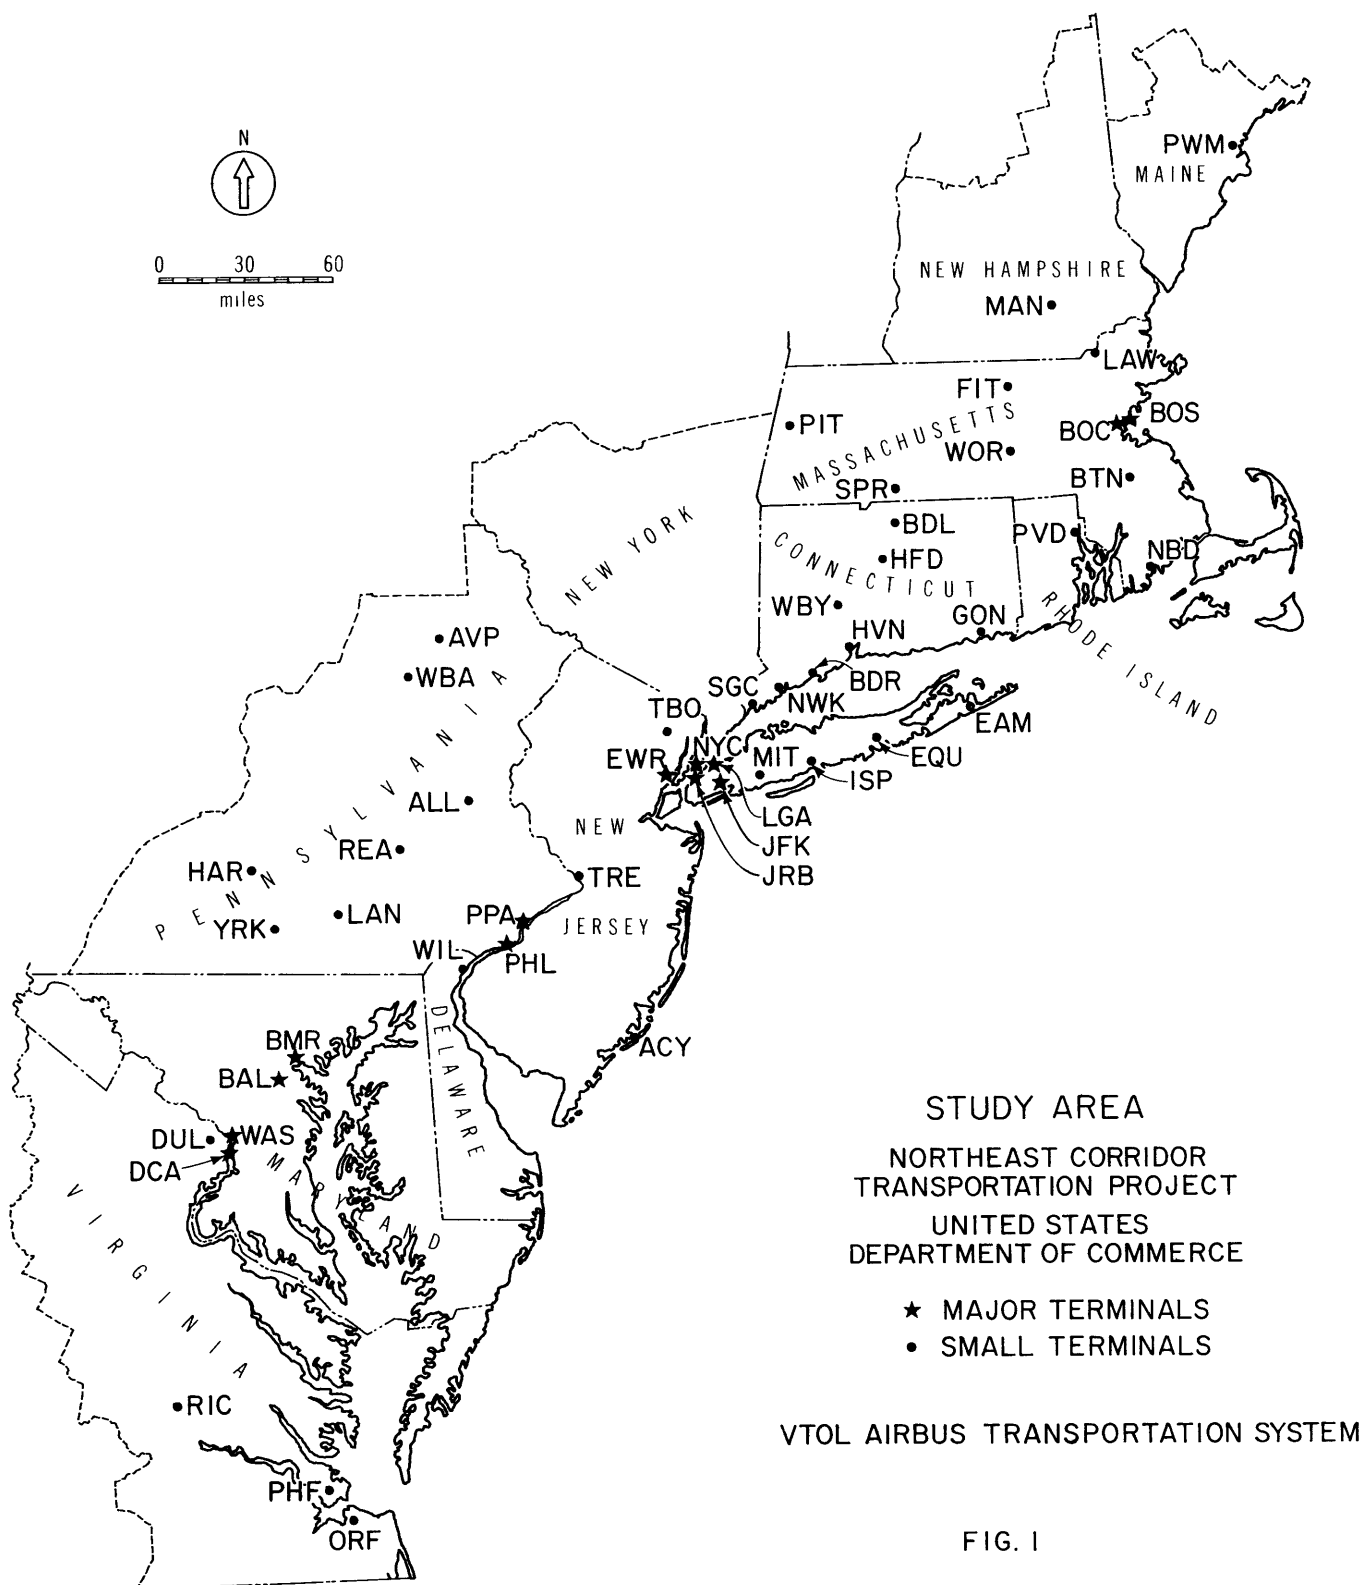 N
0 30 60
miles
PWM
MAINE
NEW HAMPSHIRE
MAN
LAW
FIT
PIT
MASSACHUSETTS
BOS
BOC
WOR
BTN
SPR
BDL
PVD
NBD
CONNECTICUT
HFD
NEW YORK
WBY
GON
RHODE ISLAND
HVN
AVP
WBA
BDR
SGC
NWK
TBO
EAM
NYC
EWR
MIT
EQU
ISP
PENNSYLVANIA
ALL
LGA
NEW
JFK
REA
JRB
HAR
TRE
LAN
PPA
JERSEY
YRK
WIL
PHL
DELAWARE
BMR
ACY
BAL
DUL
WAS
DCA
MARYLAND
VIRGINIA
RIC
PHF
ORF
STUDY AREA
NORTHEAST CORRIDOR
TRANSPORTATION PROJECT
UNITED STATES
DEPARTMENT OF COMMERCE
★ MAJOR TERMINALS
• SMALL TERMINALS
VTOL AIRBUS TRANSPORTATION SYSTEM
FIG. 1